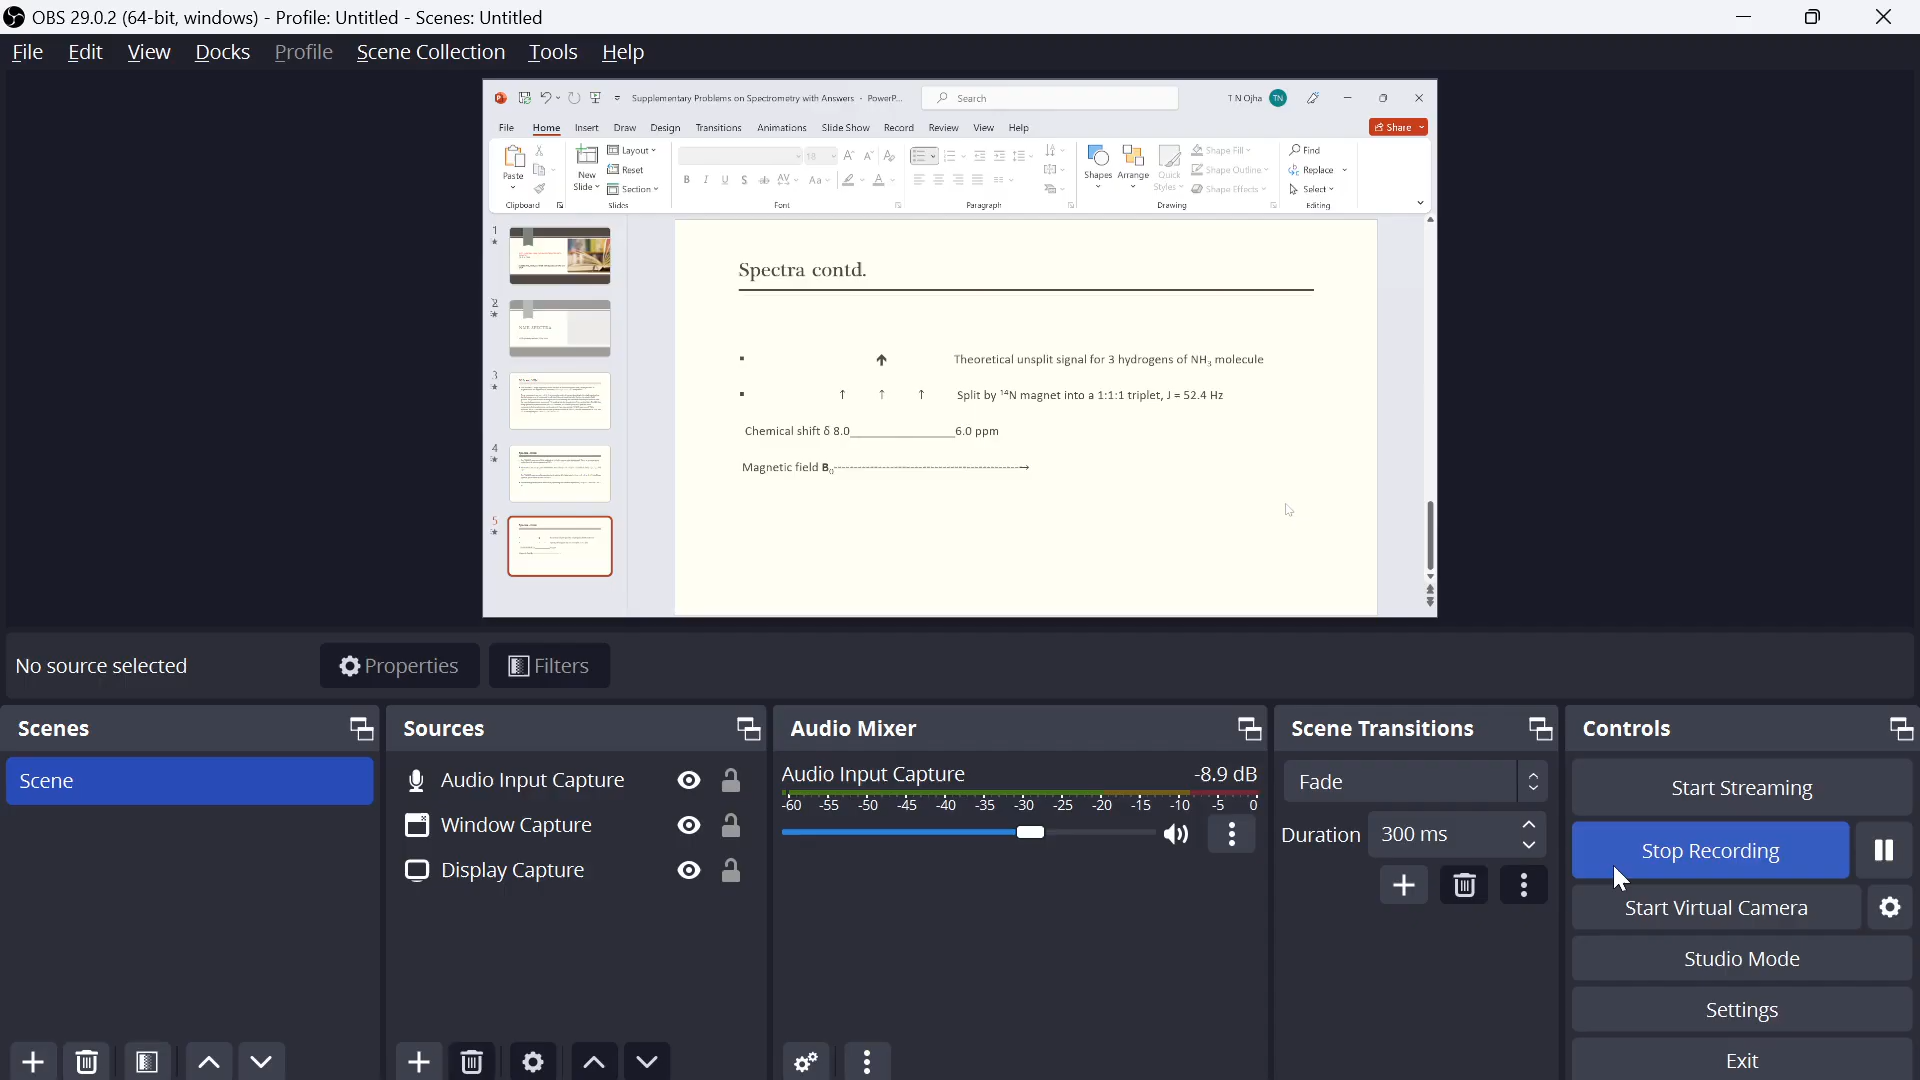 OBS 29.0.2 (64-bit, windows) - Profile: Untitled - Scenes: Untitled
File Edit View Docks Profile Scene Collection Tools Help
Supplementary Problems on Spectrometry with Answers - PowerP... Search T N Ojha TN
File Home Insert Draw Design Transitions Animations Slide Show Record Review View Help Share
Paste New Slide Layout Reset Section 18 Shapes Arrange Quick Styles Shape Fill Shape Outline Shape Effects Find Replace Select
Clipboard Slides Font Paragraph Drawing Editing
1
2
3
4
5
Spectra contd.
▪ ↑ Theoretical unsplit signal for 3 hydrogens of NH₃ molecule
▪ ↑ ↑ ↑ Split by ¹⁴N magnet into a 1:1:1 triplet, J = 52.4 Hz
Chemical shift δ 8.0______________6.0 ppm
Magnetic field B₀--------------------------------------------------→
No source selected Properties Filters
Scenes
Scene
Sources
Audio Input Capture
Window Capture
Display Capture
Audio Mixer
Audio Input Capture -8.9 dB
-60 -55 -50 -45 -40 -35 -30 -25 -20 -15 -10 -5 0
Scene Transitions
Fade
Duration 300 ms
Controls
Start Streaming
Stop Recording
Start Virtual Camera
Studio Mode
Settings
Exit